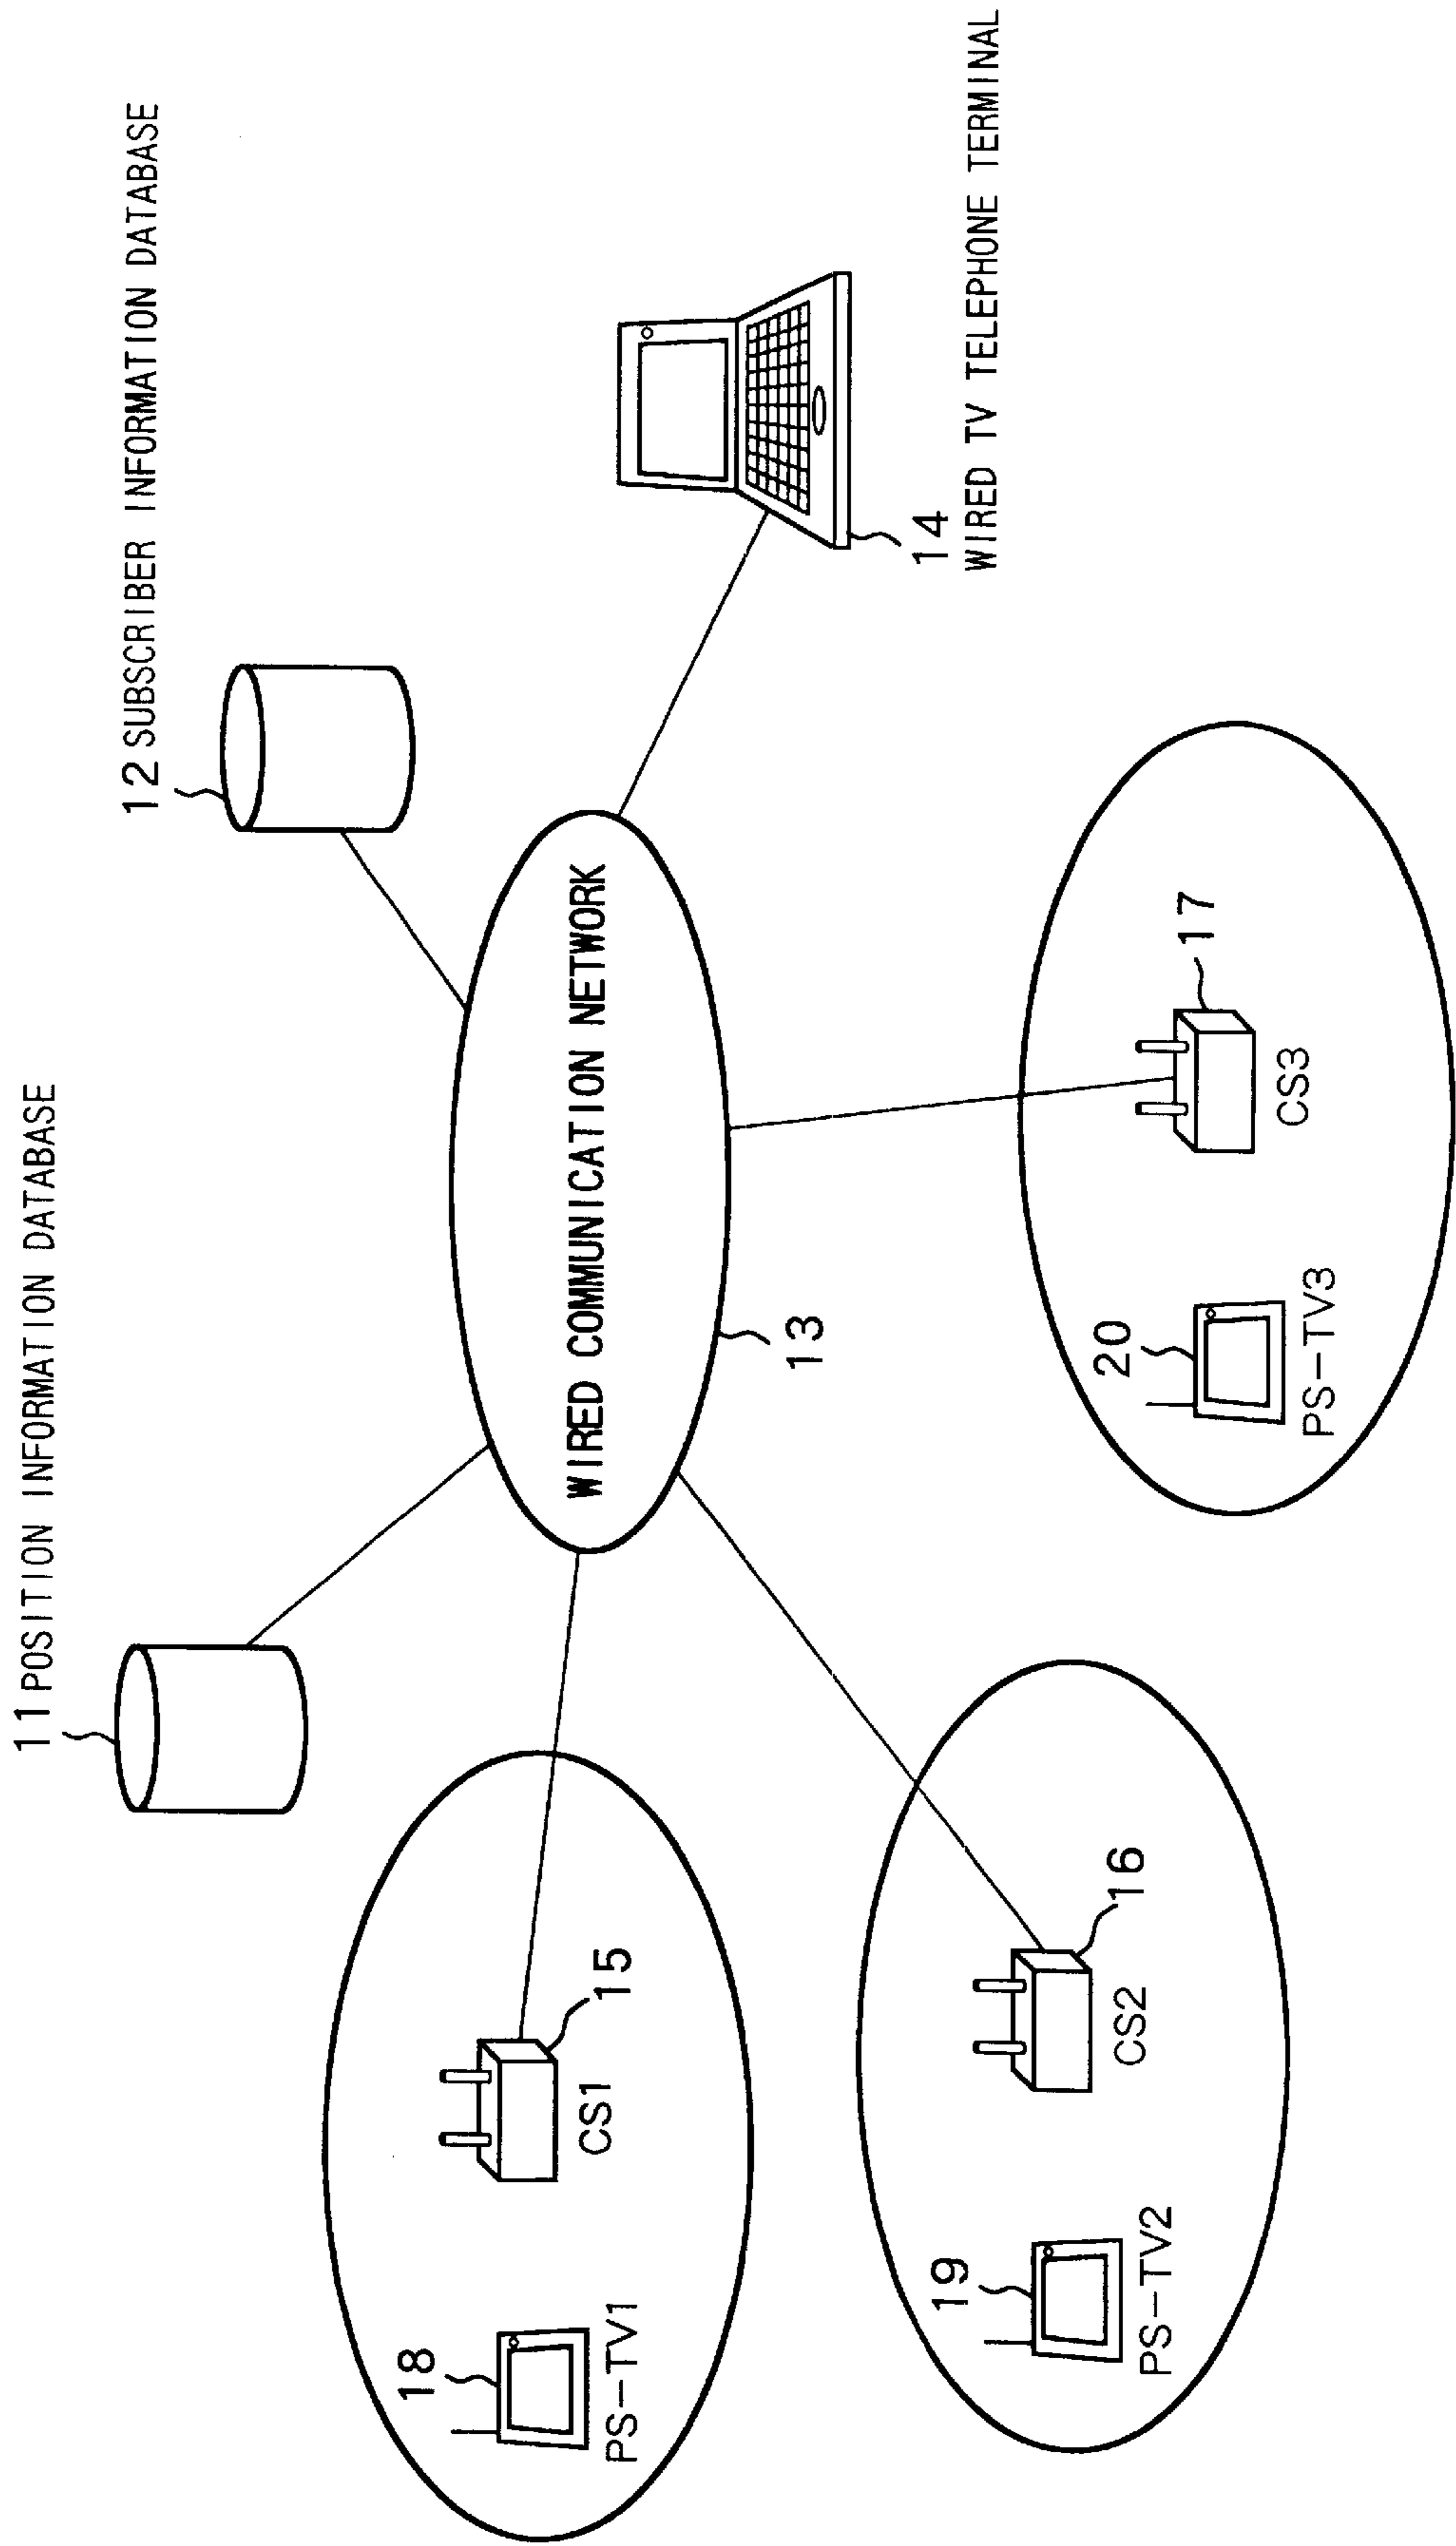 11 POSITION INFORMATION DATABASE
12 SUBSCRIBER INFORMATION DATABASE
WIRED COMMUNICATION NETWORK
13
14
WIRED TV TELEPHONE TERMINAL
15
CS1
18
PS-TV1
16
CS2
19
PS-TV2
17
CS3
20
PS-TV3